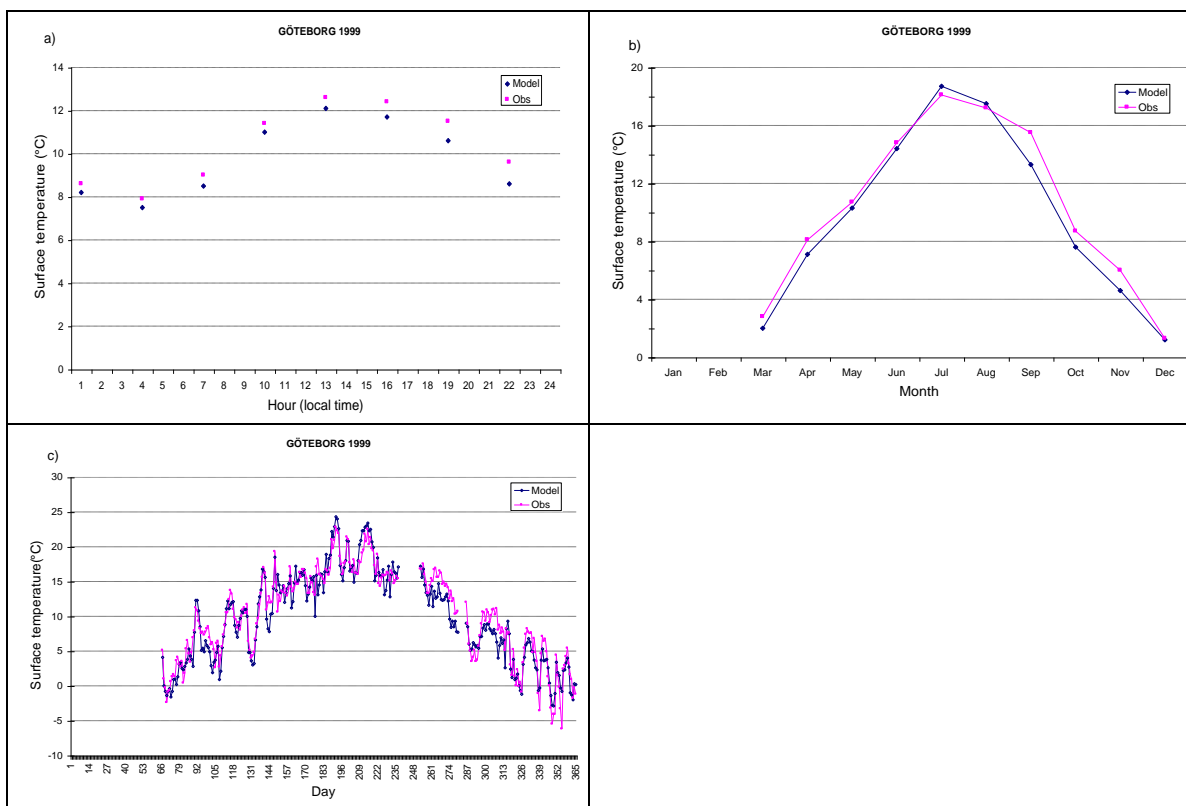 a)
GÖTEBORG 1999
14
12
10
8
6
4
2
0
Surface temperature (°C)
Model
Obs
1 2 3 4 5 6 7 8 9 10 11 12 13 14 15 16 17 18 19 20 21 22 23 24
Hour (local time)
b)
GÖTEBORG 1999
20
16
12
8
4
0
Surface temperature (°C)
Model
Obs
Jan Feb Mar Apr May Jun Jul Aug Sep Oct Nov Dec
Month
c)
GÖTEBORG 1999
30
25
20
15
10
5
0
-5
-10
Surface temperature(°C)
Model
Obs
1 14 27 40 53 66 79 92 105 118 131 144 157 170 183 196 209 222 235 248 261 274 287 300 313 326 339 352 365
Day